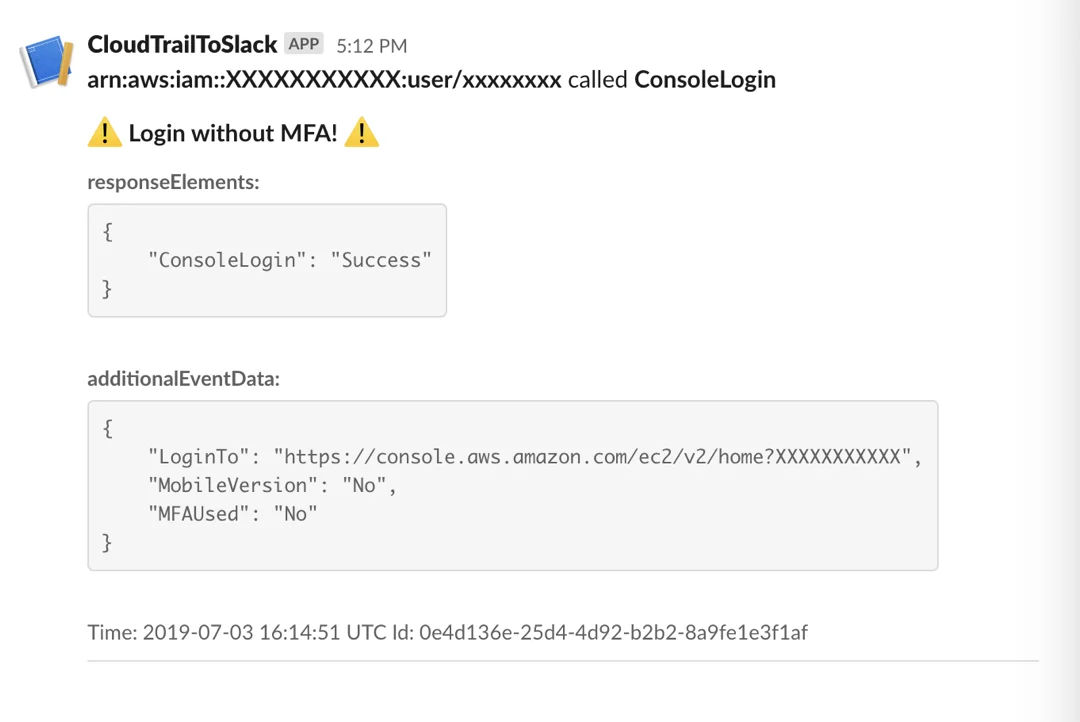 CloudTrailToSlack APP 5:12 PM
arn:aws:iam::XXXXXXXXXXX:user/xxxxxxxx called ConsoleLogin
⚠️ Login without MFA! ⚠️
responseElements:
{
    "ConsoleLogin": "Success"
}
additionalEventData:
{
    "LoginTo": "https://console.aws.amazon.com/ec2/v2/home?XXXXXXXXXXX",
    "MobileVersion": "No",
    "MFAUsed": "No"
}
Time: 2019-07-03 16:14:51 UTC Id: 0e4d136e-25d4-4d92-b2b2-8a9fe1e3f1af